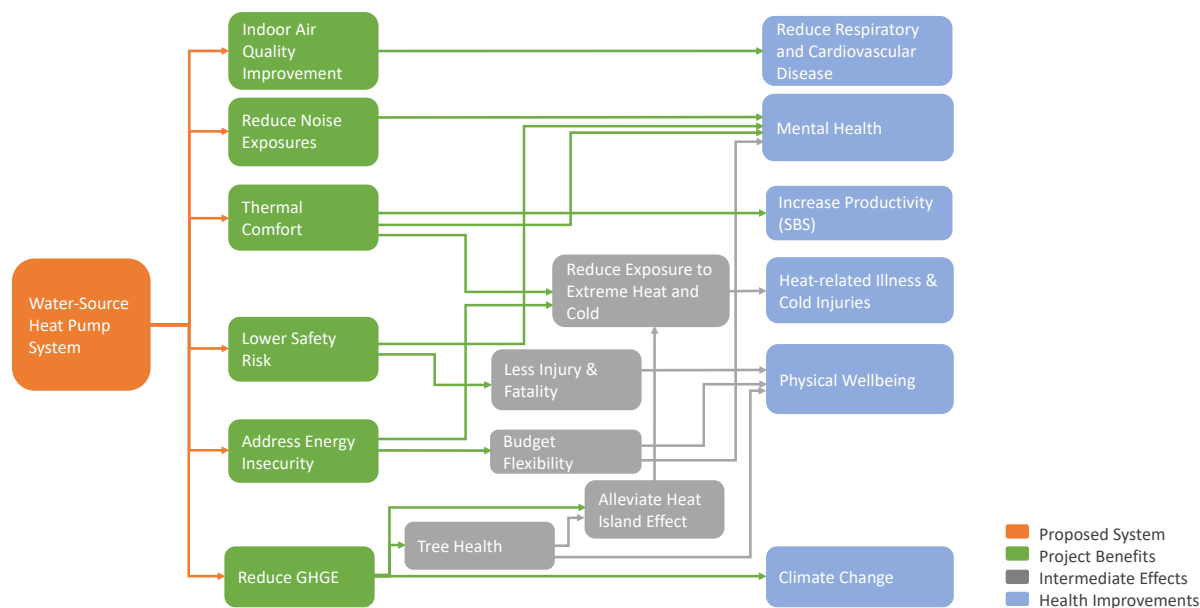 Water-Source
Heat Pump
System
Indoor Air
Quality
Improvement
Reduce Noise
Exposures
Thermal
Comfort
Lower Safety
Risk
Address Energy
Insecurity
Reduce GHGE
Reduce Exposure to
Extreme Heat and
Cold
Less Injury &
Fatality
Budget
Flexibility
Alleviate Heat
Island Effect
Tree Health
Reduce Respiratory
and Cardiovascular
Disease
Mental Health
Increase Productivity
(SBS)
Heat-related Illness &
Cold Injuries
Physical Wellbeing
Climate Change
Proposed System
Project Benefits
Intermediate Effects
Health Improvements